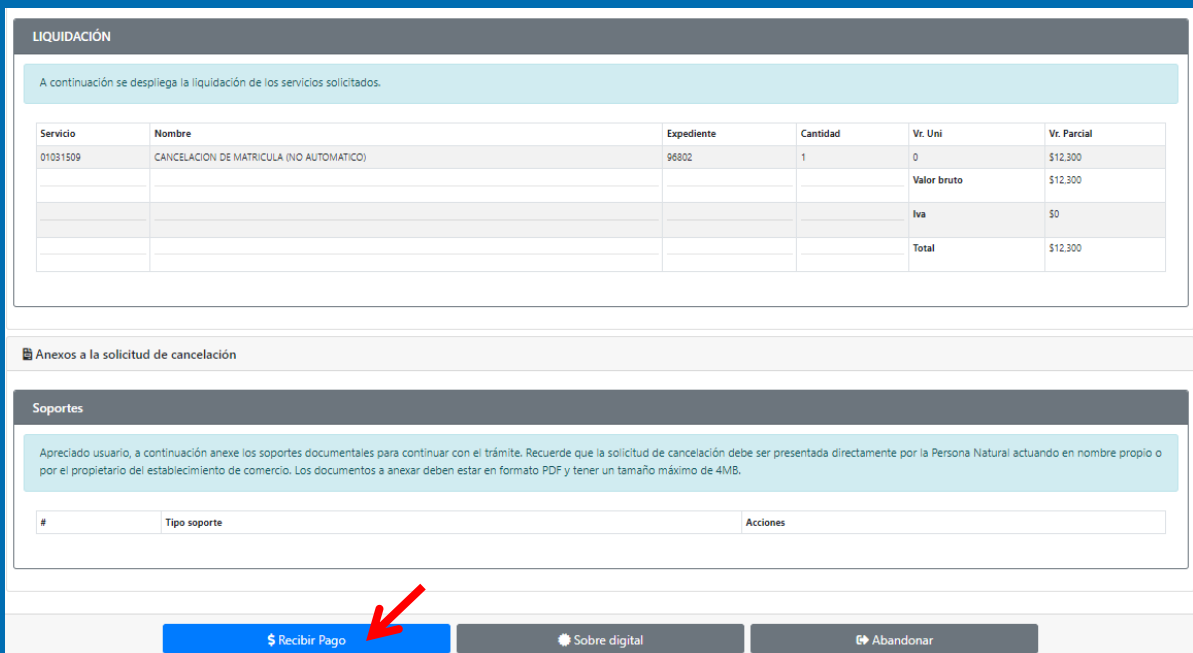 LIQUIDACIÓN
A continuación se despliega la liquidación de los servicios solicitados.
Servicio Nombre Expediente Cantidad Vr. Uni Vr. Parcial
01031509 CANCELACION DE MATRICULA (NO AUTOMATICO) 96802 1 0 $12,300
Valor bruto $12,300
Iva $0
Total $12,300
Anexos a la solicitud de cancelación
Soportes
Apreciado usuario, a continuación anexe los soportes documentales para continuar con el trámite. Recuerde que la solicitud de cancelación debe ser presentada directamente por la Persona Natural actuando en nombre propio o
por el propietario del establecimiento de comercio. Los documentos a anexar deben estar en formato PDF y tener un tamaño máximo de 4MB.
# Tipo soporte Acciones
$ Recibir Pago Sobre digital Abandonar